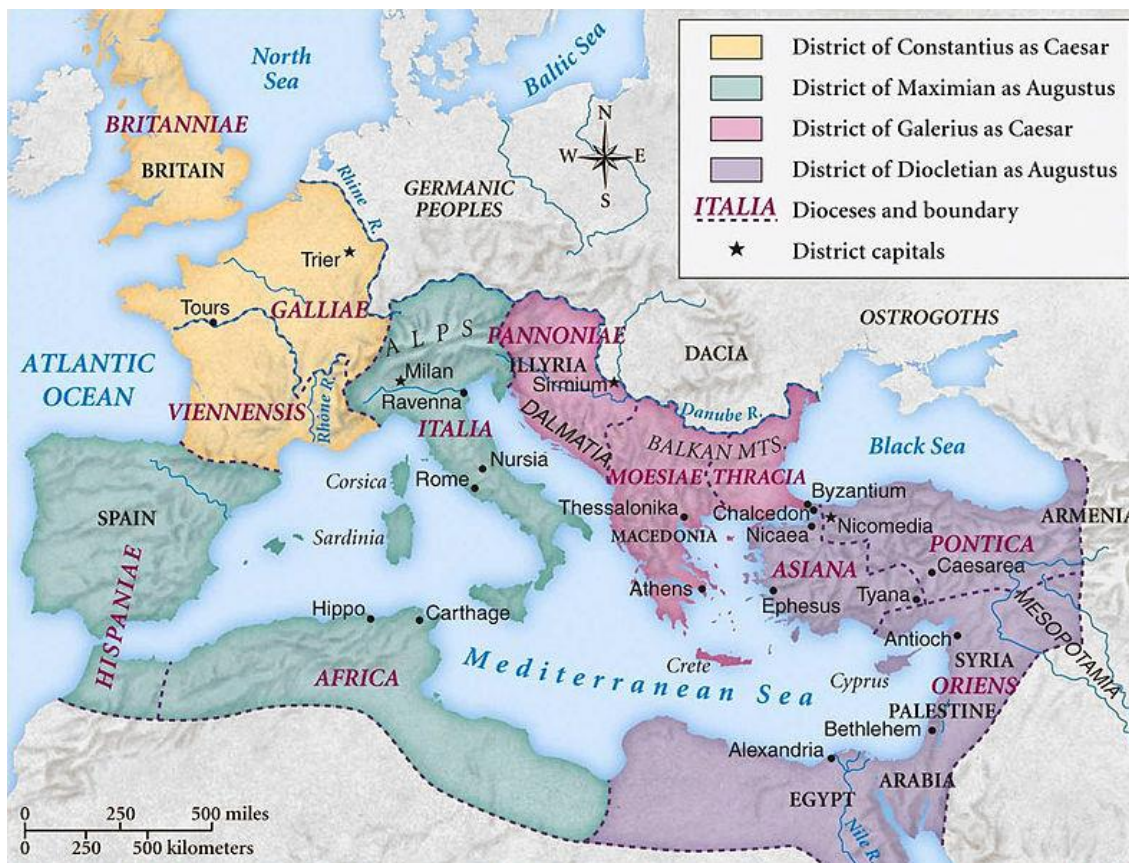 District of Constantius as Caesar
District of Maximian as Augustus
District of Galerius as Caesar
District of Diocletian as Augustus
ITALIA Dioceses and boundary
District capitals
North
Sea
Baltic Sea
N
W E
S
BRITANNIAE
BRITAIN
Rhine R.
GERMANIC
PEOPLES
Trier
Tours
GALLIAE
ATLANTIC
OCEAN
VIENNENSIS
Rhône R.
ALPS
Milan
Ravenna
ITALIA
PANNONIAE
ILLYRIA
Sirmium
DACIA
OSTROGOTHS
DALMATIA
Danube R.
BALKAN MTS.
MOESIAE
THRACIA
Black Sea
Corsica
Nursia
Rome
Sardinia
SPAIN
HISPANIAE
Thessalonika
MACEDONIA
Athens
Byzantium
Chalcedon
Nicaea
Nicomedia
ARMENIA
PONTICA
Caesarea
ASIANA
Ephesus
Tyana
MESOPOTAMIA
Hippo
Carthage
AFRICA
Mediterranean Sea
Crete
Cyprus
Antioch
SYRIA
ORIENS
PALESTINE
Bethlehem
Alexandria
EGYPT
ARABIA
Nile R.
0 250 500 miles
0 250 500 kilometers